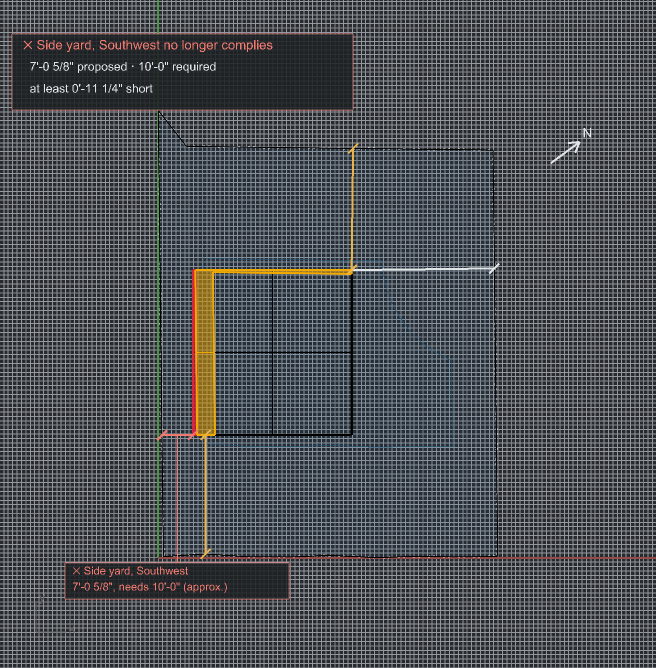 × Side yard, Southwest no longer complies
7'-0 5/8" proposed · 10'-0" required
at least 0'-11 1/4" short
N
× Side yard, Southwest
7'-0 5/8", needs 10'-0" (approx.)